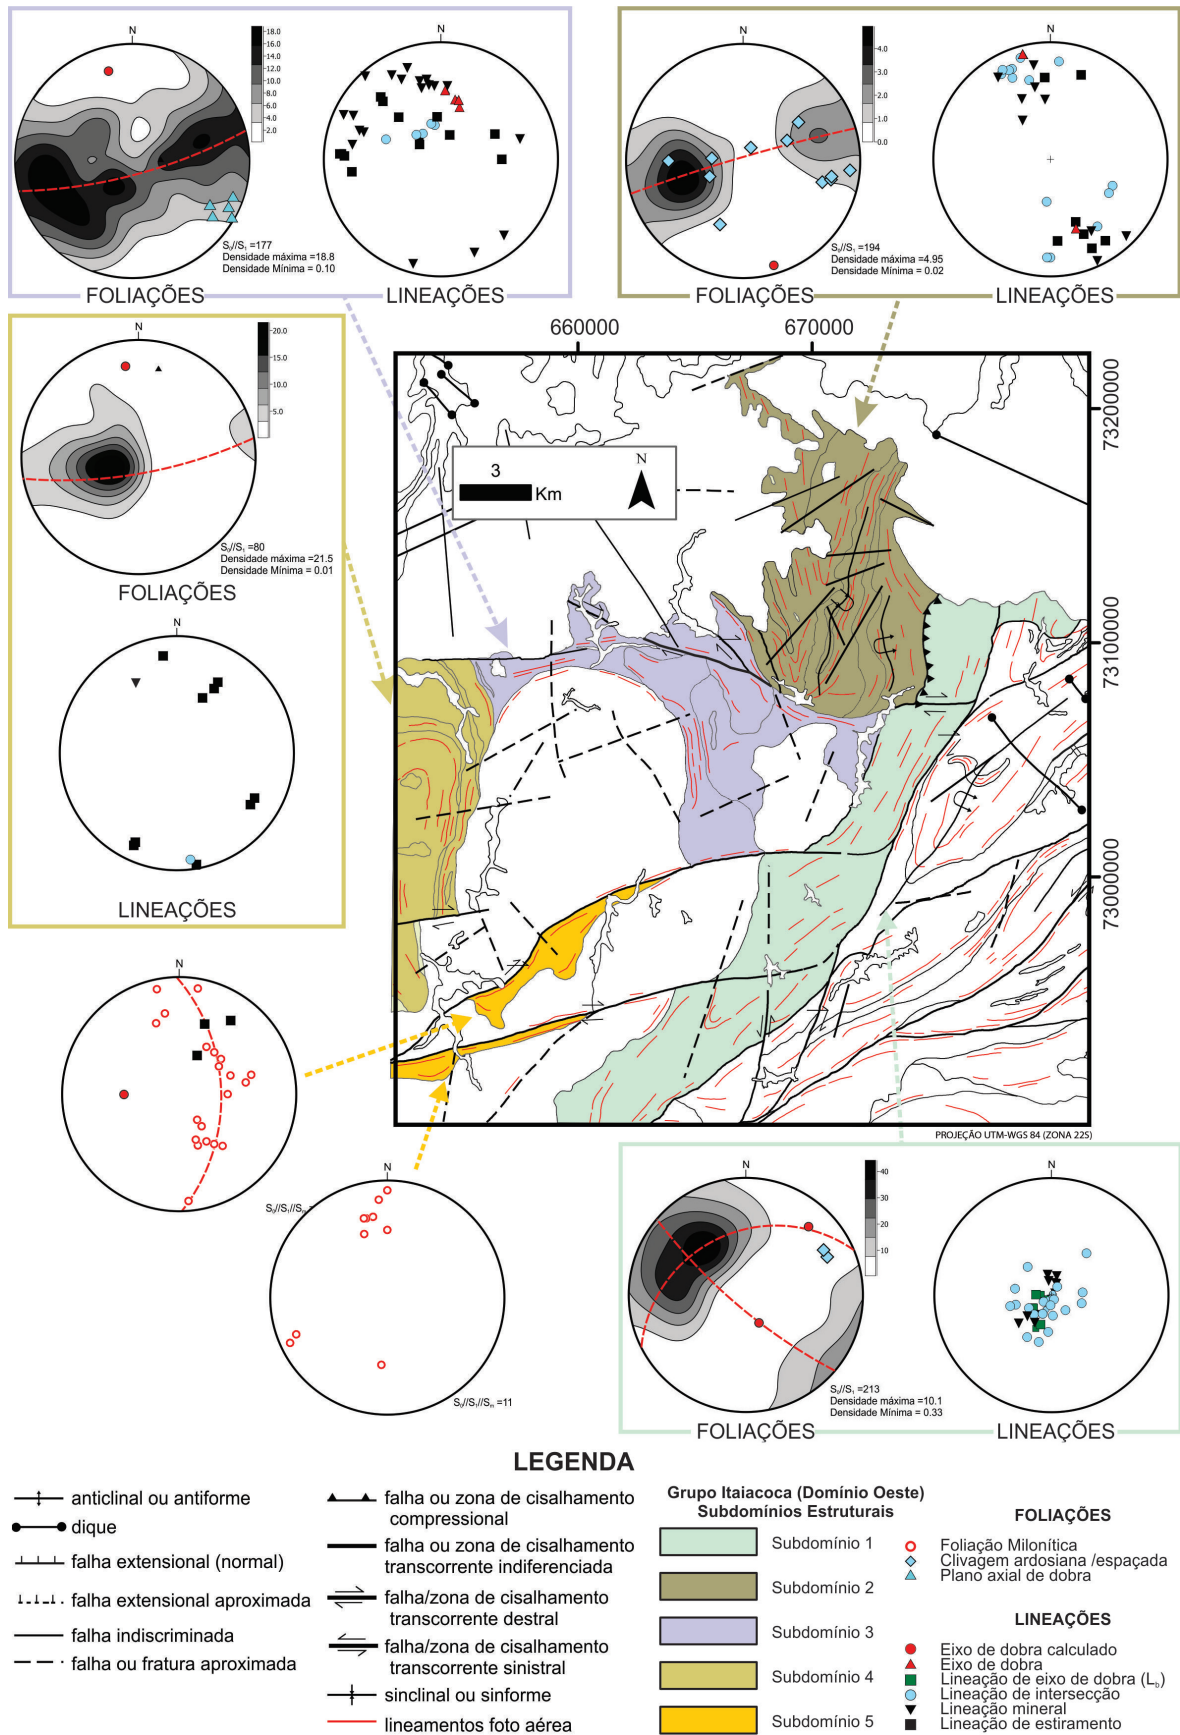 N
18.0
16.0
14.0
12.0
10.0
8.0
6.0
4.0
2.0
S₀//S₁ =177
Densidade máxima =18.8
Densidade Mínima = 0.10
FOLIAÇÕES
N
LINEAÇÕES
N
4.0
3.0
2.0
1.0
0.0
S₀//S₁ =194
Densidade máxima =4.95
Densidade Mínima = 0.02
FOLIAÇÕES
N
LINEAÇÕES
N
20.0
15.0
10.0
5.0
S₀//S₁ =80
Densidade máxima =21.5
Densidade Mínima = 0.01
FOLIAÇÕES
N
LINEAÇÕES
660000
670000
7320000
7310000
7300000
3
Km
N
PROJEÇÃO UTM-WGS 84 (ZONA 22S)
N
S₀//S₁//Sₘ
N
S₀//S₁//Sₘ =11
N
40
30
20
10
S₀//S₁ =213
Densidade máxima =10.1
Densidade Mínima = 0.33
FOLIAÇÕES
N
LINEAÇÕES
LEGENDA
anticlinal ou antiforme
dique
falha extensional (normal)
falha extensional aproximada
falha indiscriminada
falha ou fratura aproximada
falha ou zona de cisalhamento
compressional
falha ou zona de cisalhamento
transcorrente indiferenciada
falha/zona de cisalhamento
transcorrente destral
falha/zona de cisalhamento
transcorrente sinistral
sinclinal ou sinforme
lineamentos foto aérea
Grupo Itaiacoca (Domínio Oeste)
Subdomínios Estruturais
Subdomínio 1
Subdomínio 2
Subdomínio 3
Subdomínio 4
Subdomínio 5
FOLIAÇÕES
Foliação Milonítica
Clivagem ardosiana /espaçada
Plano axial de dobra
LINEAÇÕES
Eixo de dobra calculado
Eixo de dobra
Lineação de eixo de dobra (L_b)
Lineação de intersecção
Lineação mineral
Lineação de estiramento